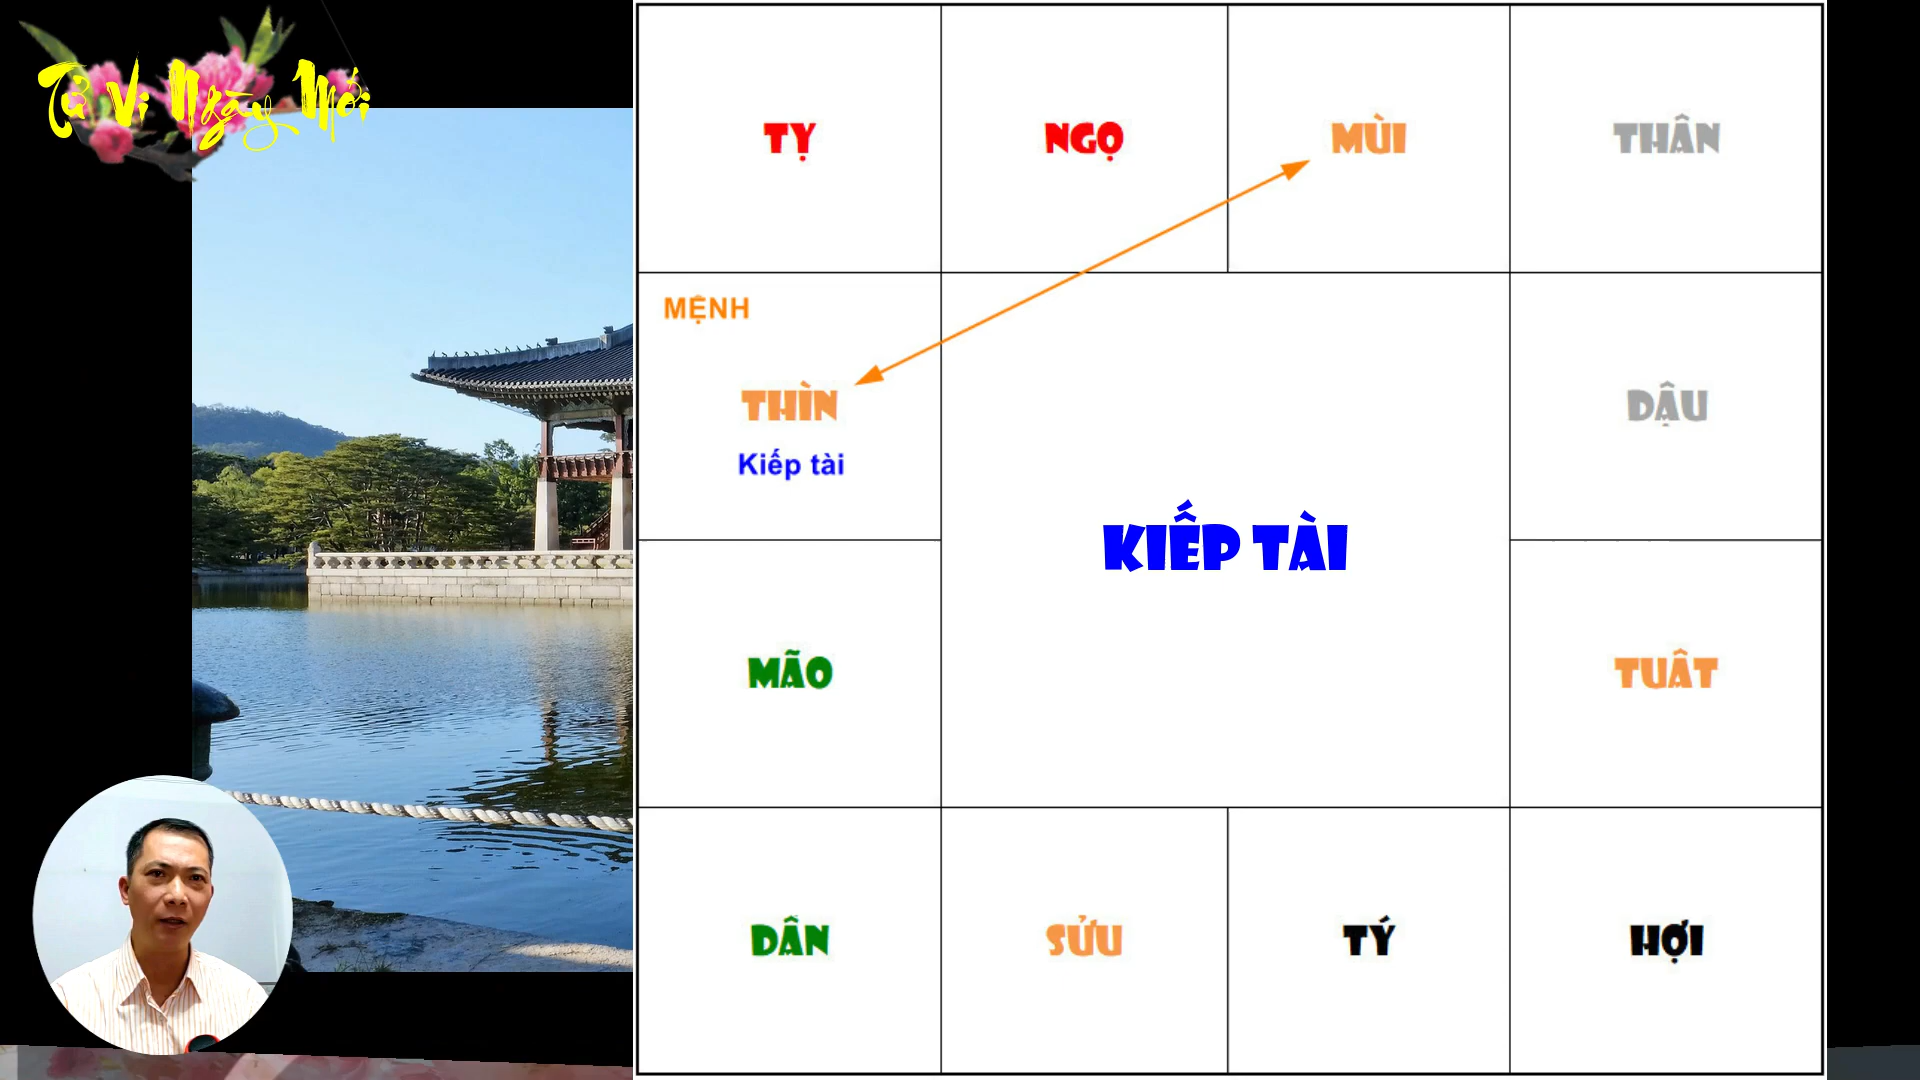 Tử Vi Ngày Mới
TỴ
NGỌ
MÙI
THÂN
MỆNH
THÌN
Kiếp tài
DẬU
KIẾP TÀI
MÃO
TUẤT
DẦN
SỬU
TÝ
HỢI